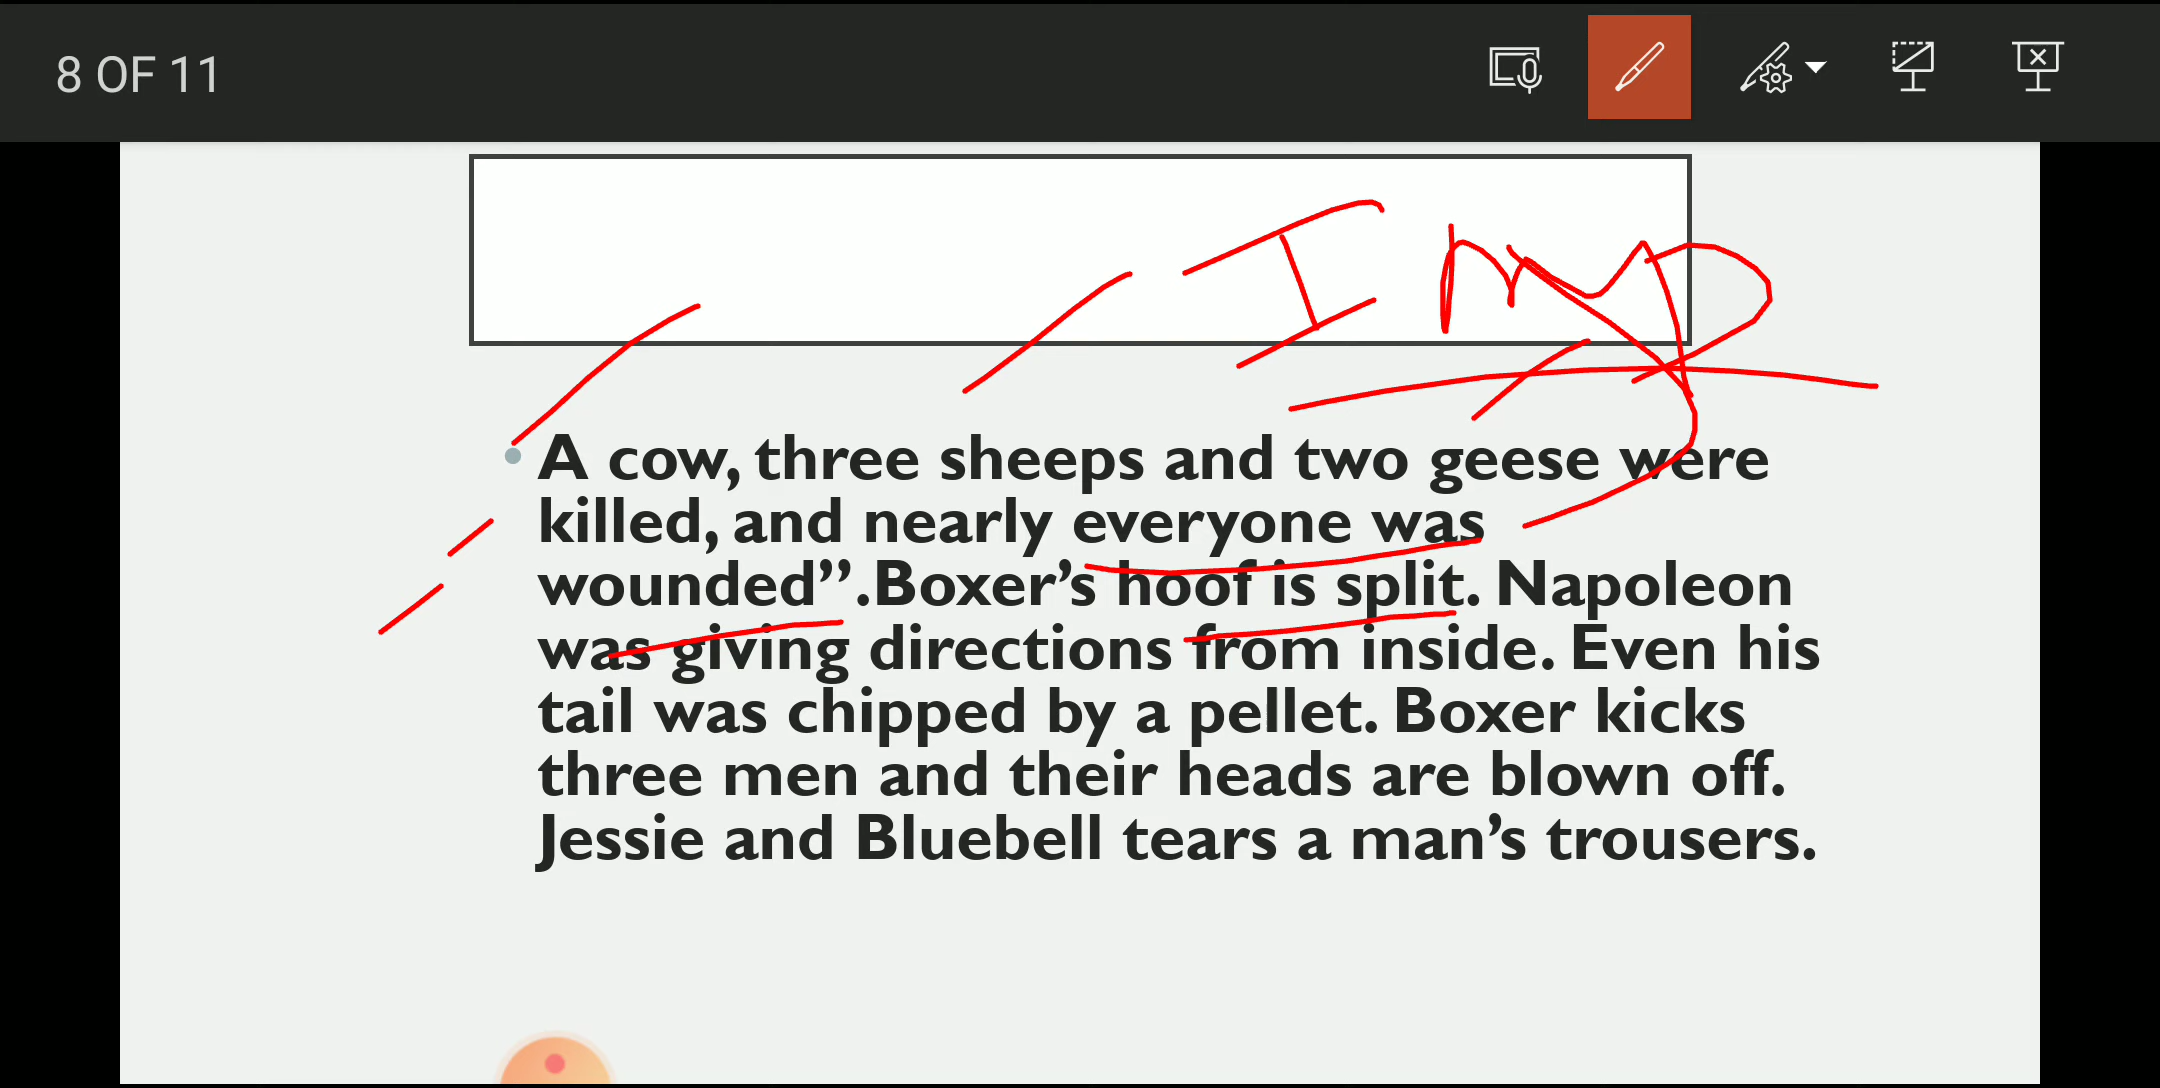 8 OF 11
Imp
A cow, three sheeps and two geese were
killed, and nearly everyone was
wounded”.Boxer’s hoof is split. Napoleon
was giving directions from inside. Even his
tail was chipped by a pellet. Boxer kicks
three men and their heads are blown off.
Jessie and Bluebell tears a man’s trousers.